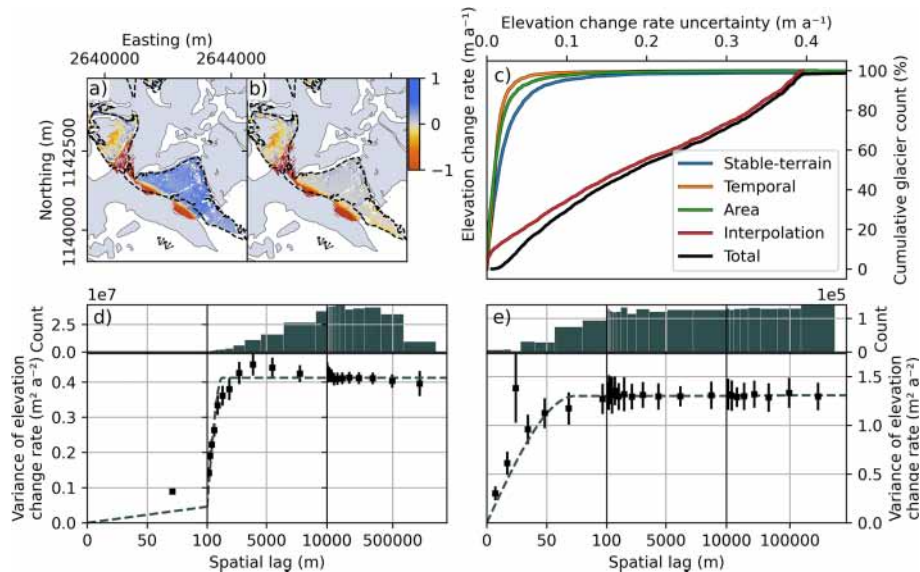 Easting (m)
2640000 2644000
Northing (m)
1142500
1140000
a)
b)
1
0
−1
Elevation change rate (m a⁻¹)
Elevation change rate uncertainty (m a⁻¹)
0.0 0.1 0.2 0.3 0.4
c)
Stable-terrain
Temporal
Area
Interpolation
Total
100
80
60
40
20
0
Cumulative glacier count (%)
1e7
d)
2.5
0.0
Count
0.4
0.3
0.2
0.1
0.0
Variance of elevation
change rate (m² a⁻²)
0 50 100 5000 10000 500000
Spatial lag (m)
1e5
e)
1
0
Count
1.5
1.0
0.5
0.0
Variance of elevation
change rate (m² a⁻²)
0 50 100 5000 10000 100000
Spatial lag (m)